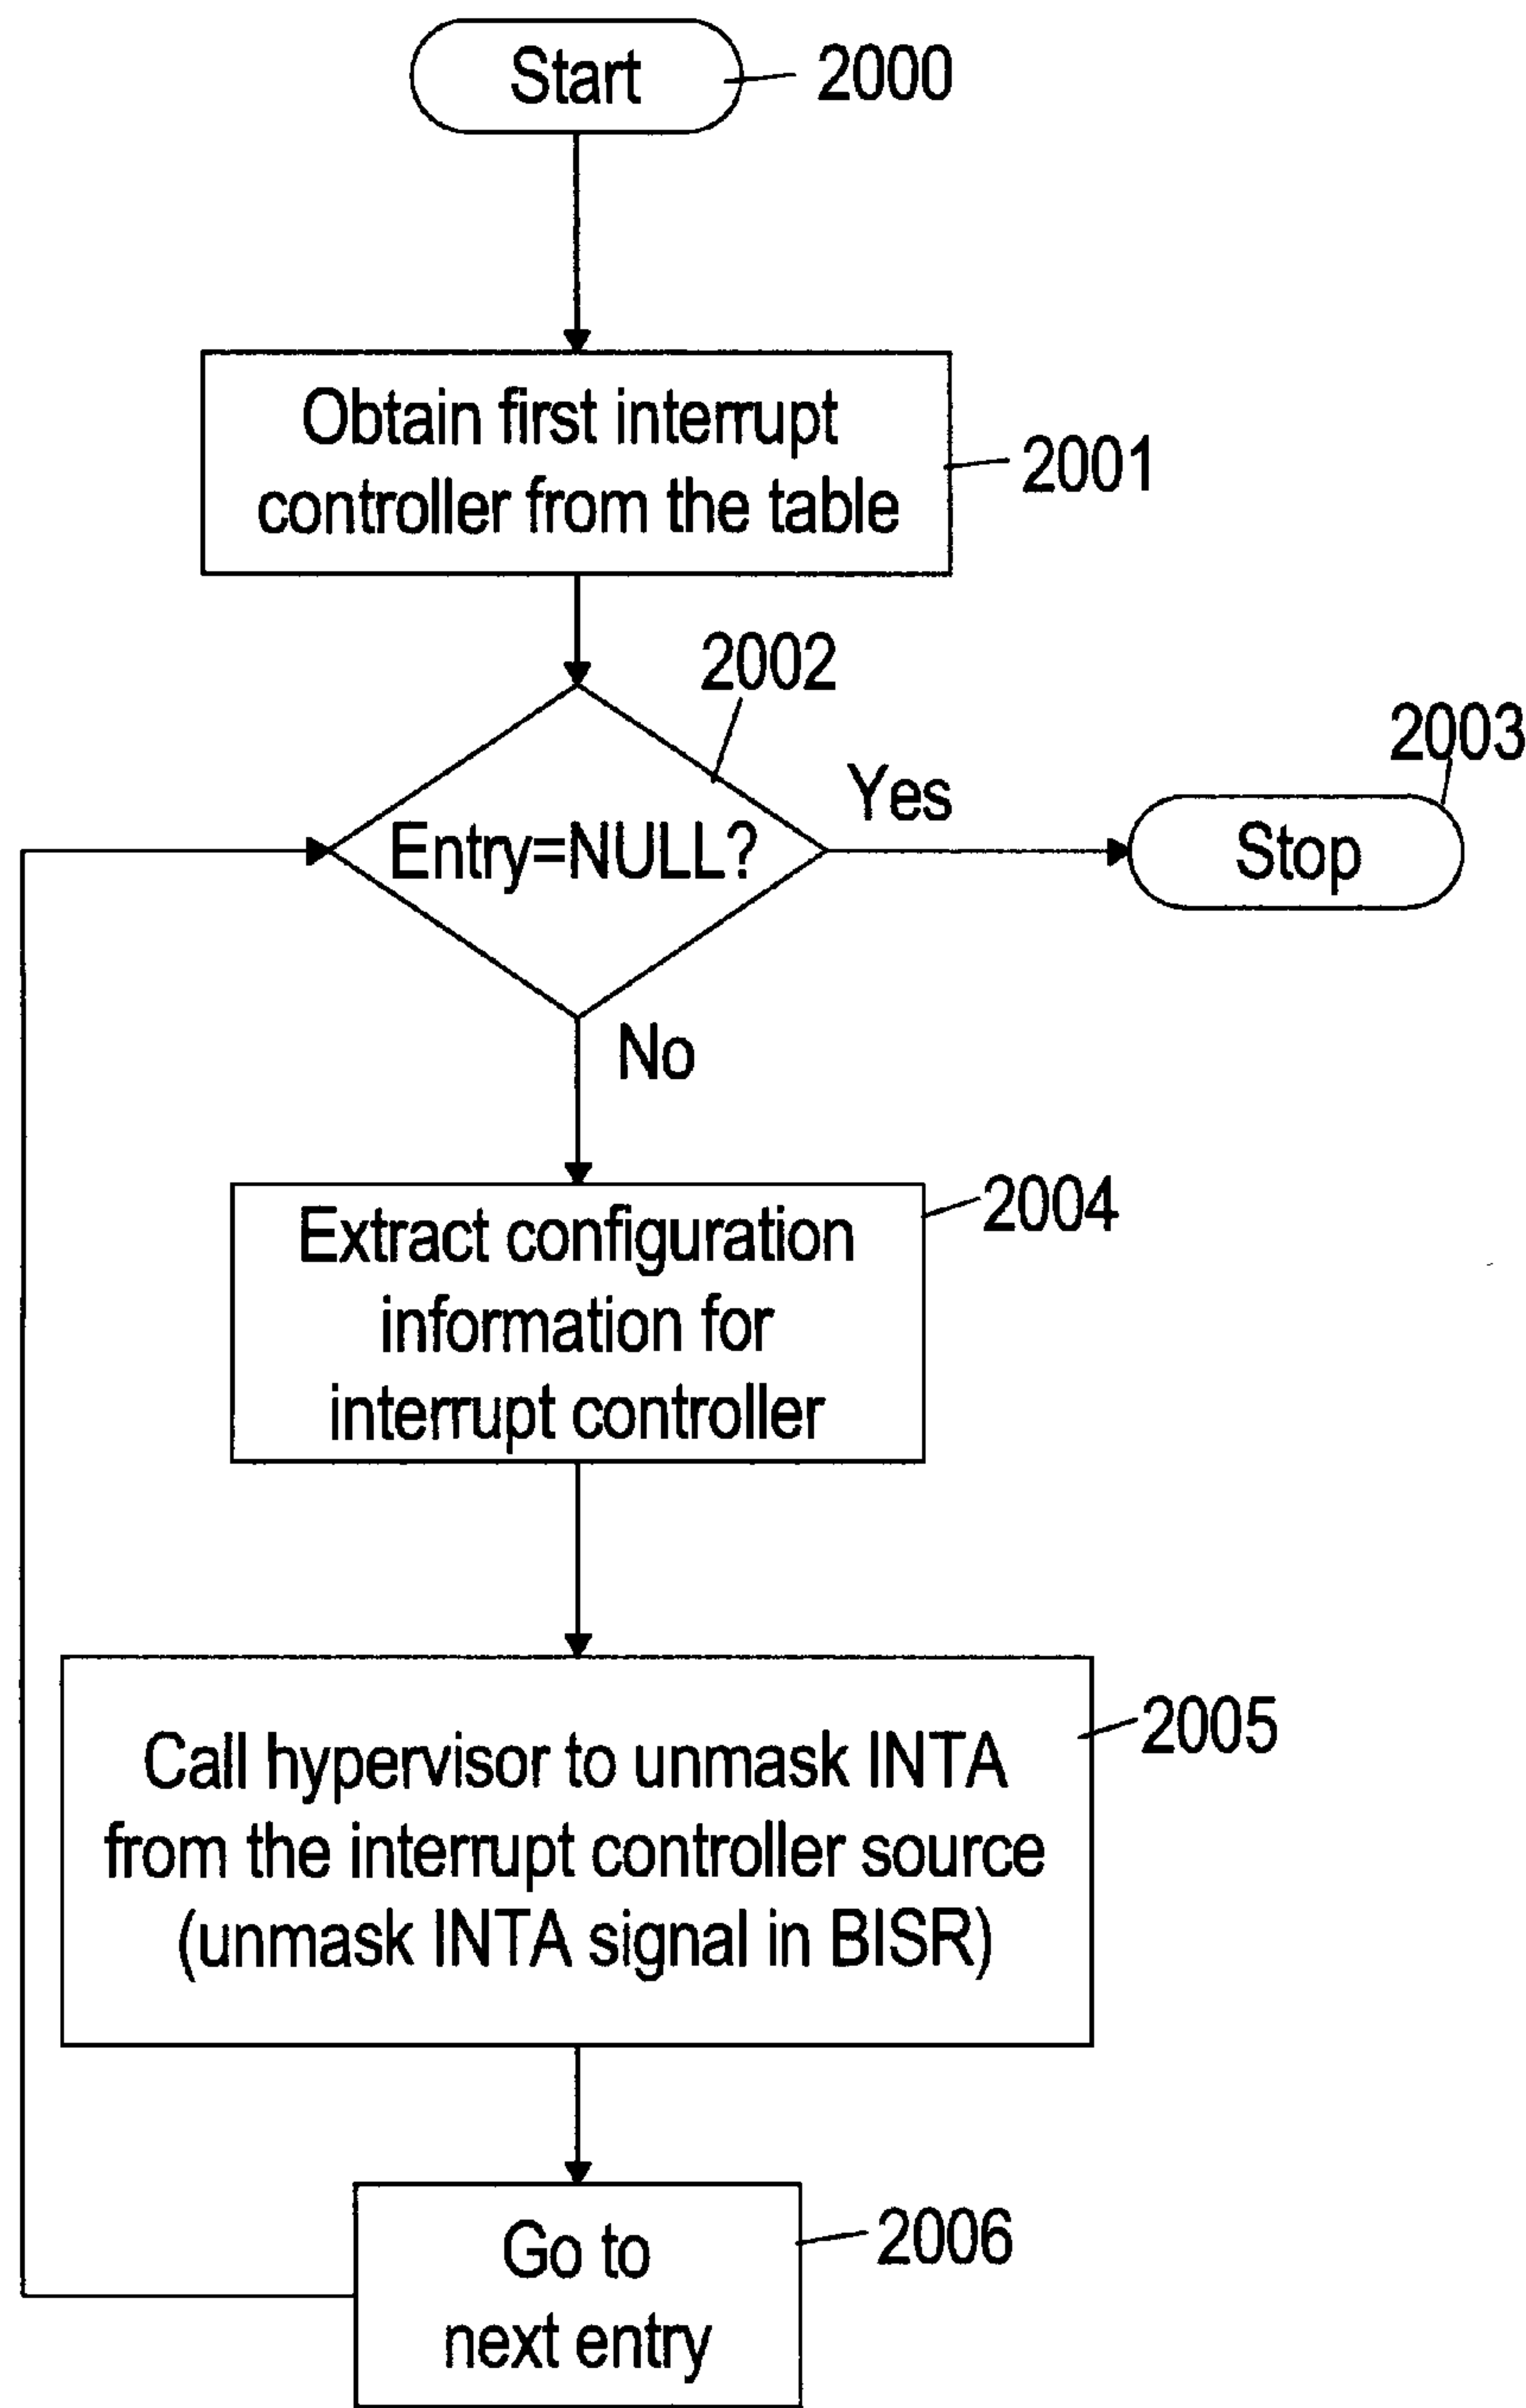 Start
2000
Obtain first interrupt
controller from the table
2001
2002
Entry=NULL?
Yes
2003
Stop
No
Extract configuration
information for
interrupt controller
2004
Call hypervisor to unmask INTA
from the interrupt controller source
(unmask INTA signal in BISR)
2005
Go to
next entry
2006